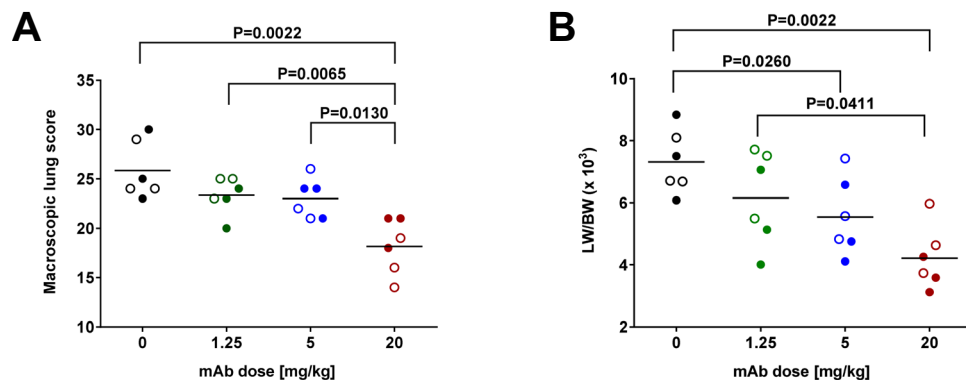 A
P=0.0022
P=0.0065
P=0.0130
Macroscopic lung score
35
30
25
20
15
10
0
1.25
5
20
mAb dose [mg/kg]
B
P=0.0022
P=0.0260
P=0.0411
LW/BW (x 10³)
10
8
6
4
2
0
1.25
5
20
mAb dose [mg/kg]